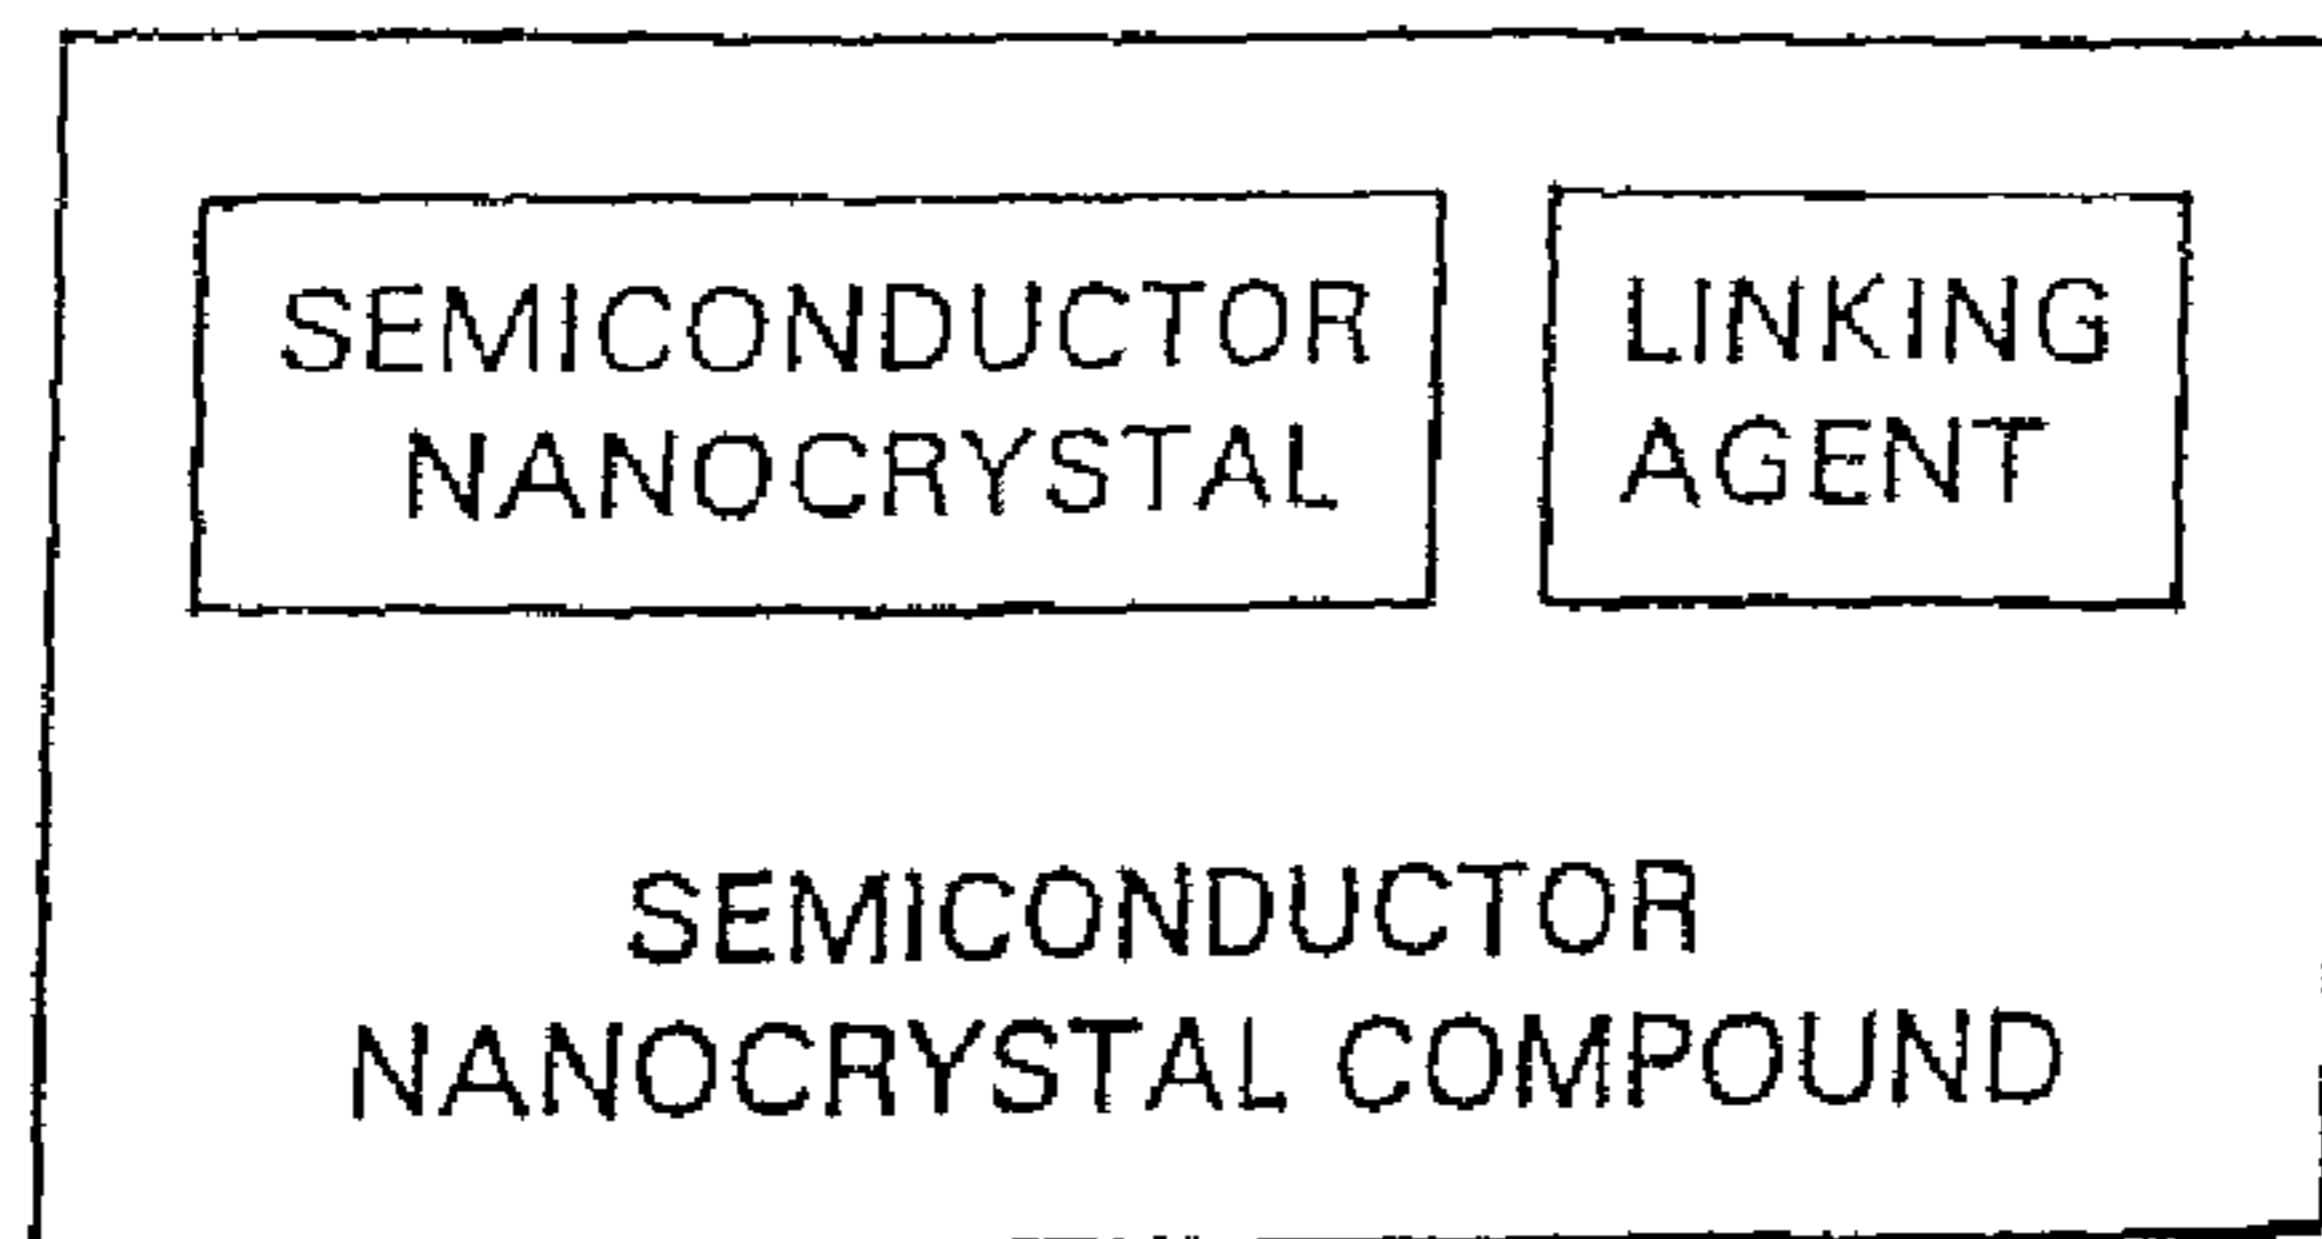 SEMICONDUCTOR
NANOCRYSTAL
LINKING
AGENT
SEMICONDUCTOR
NANOCRYSTAL COMPOUND